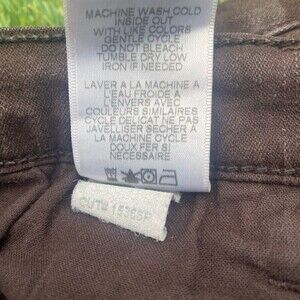 MACHINE WASH COLD
INSIDE OUT
WITH LIKE COLORS
GENTLE CYCLE
DO NOT BLEACH
TUMBLE DRY LOW
IRON IF NEEDED
LAVER A LA MACHINE A
L'EAU FROIDE A
L'ENVERS AVEC
COULEURS SIMILAIRES
CYCLE DELICAT NE PAS
JAVELLISER SECHER A
LA MACHINE CYCLE
DOUX FER SI
NECESSAIRE
CUT#